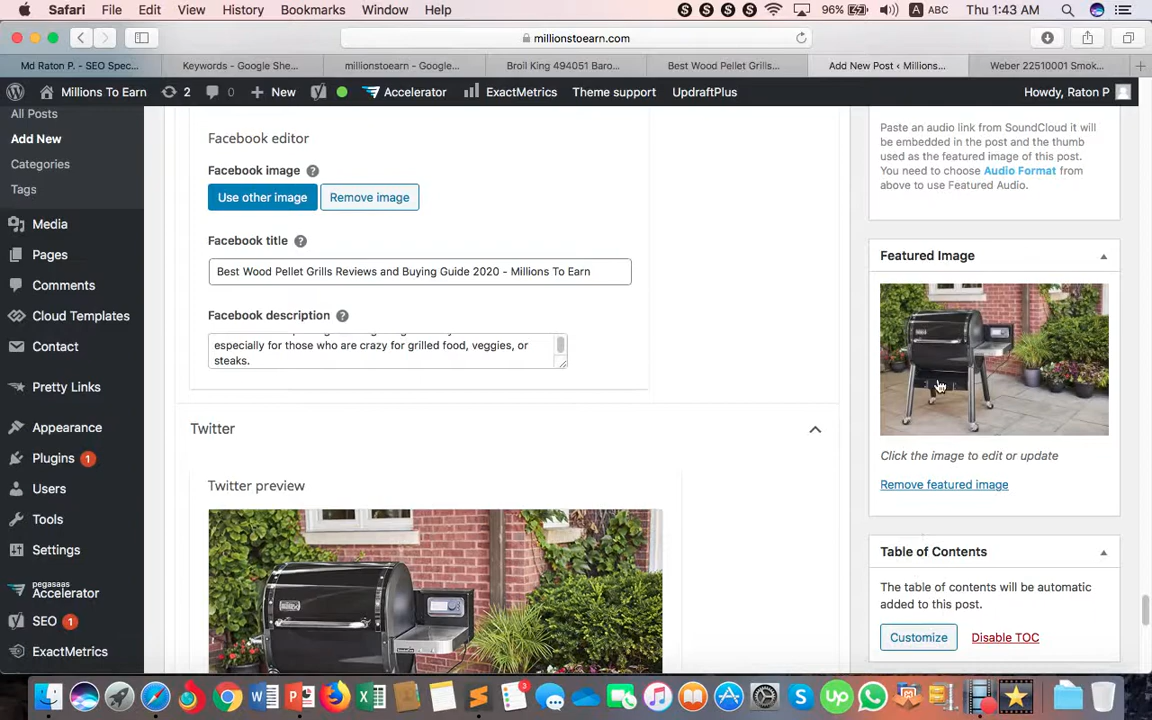 Safari File Edit View History Bookmarks Window Help
96% A ABC Thu 1:43 AM
millionstoearn.com
Md Raton P. - SEO Spec...
Keywords - Google She...
millionstoearn - Google...
Broil King 494051 Baro...
Best Wood Pellet Grills...
Add New Post ‹ Millions...
Weber 22510001 Smok...
Millions To Earn
2
0
New
Accelerator
ExactMetrics
Theme support
UpdraftPlus
Howdy, Raton P
All Posts
Add New
Categories
Tags
Media
Pages
Comments
Cloud Templates
Contact
Pretty Links
Appearance
Plugins 1
Users
Tools
Settings
pegasaas
Accelerator
SEO 1
ExactMetrics
Facebook editor
Facebook image ?
Use other image
Remove image
Facebook title ?
Best Wood Pellet Grills Reviews and Buying Guide 2020 - Millions To Earn
Facebook description ?
especially for those who are crazy for grilled food, veggies, or
steaks.
Twitter
Twitter preview
Paste an audio link from SoundCloud it will
be embedded in the post and the thumb
used as the featured image of this post.
You need to choose Audio Format from
above to use Featured Audio.
Featured Image
Click the image to edit or update
Remove featured image
Table of Contents
The table of contents will be automatic
added to this post.
Customize
Disable TOC